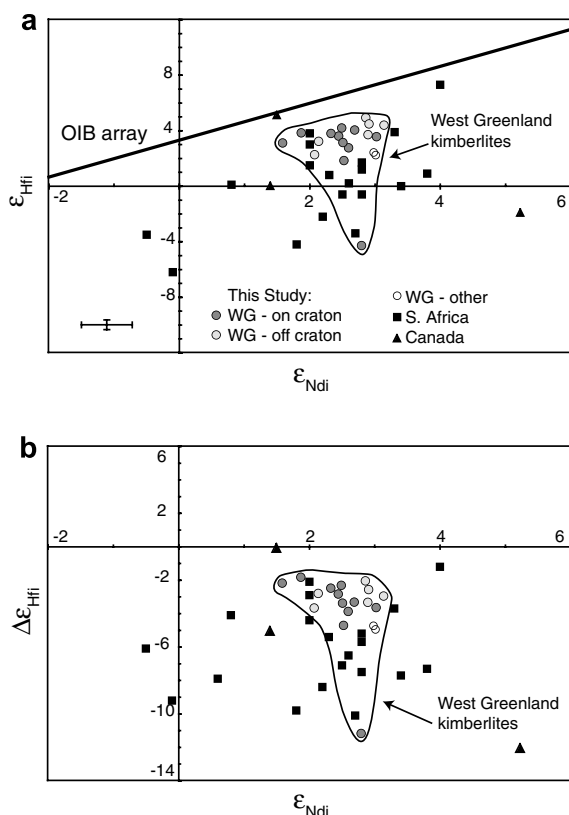 a
8
4
-4
-8
εHfi
OIB array
West Greenland
kimberlites
-2 2 4 6
This Study:
WG - on craton
WG - off craton
WG - other
S. Africa
Canada
εNdi
b
6
2
-2
-6
-10
-14
ΔεHfi
-2 2 4 6
West Greenland
kimberlites
εNdi